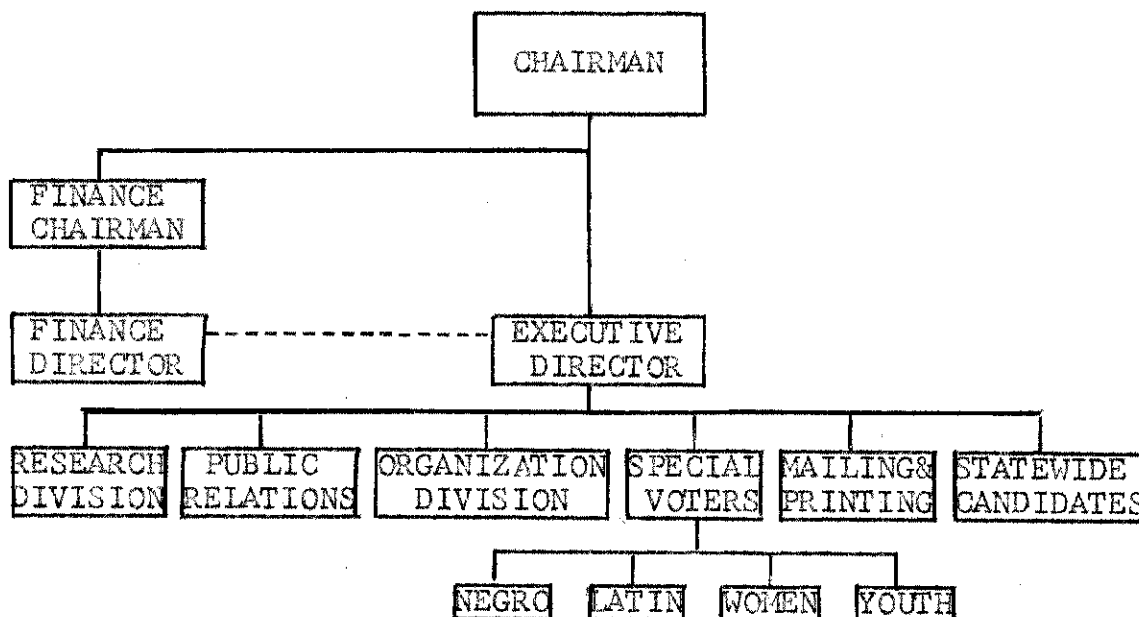 CHAIRMAN
FINANCE
CHAIRMAN
FINANCE
DIRECTOR
EXECUTIVE
DIRECTOR
RESEARCH
DIVISION
PUBLIC
RELATIONS
ORGANIZATION
DIVISION
SPECIAL
VOTERS
MAILING&
PRINTING
STATEWIDE
CANDIDATES
NEGRO
LATIN
WOMEN
YOUTH